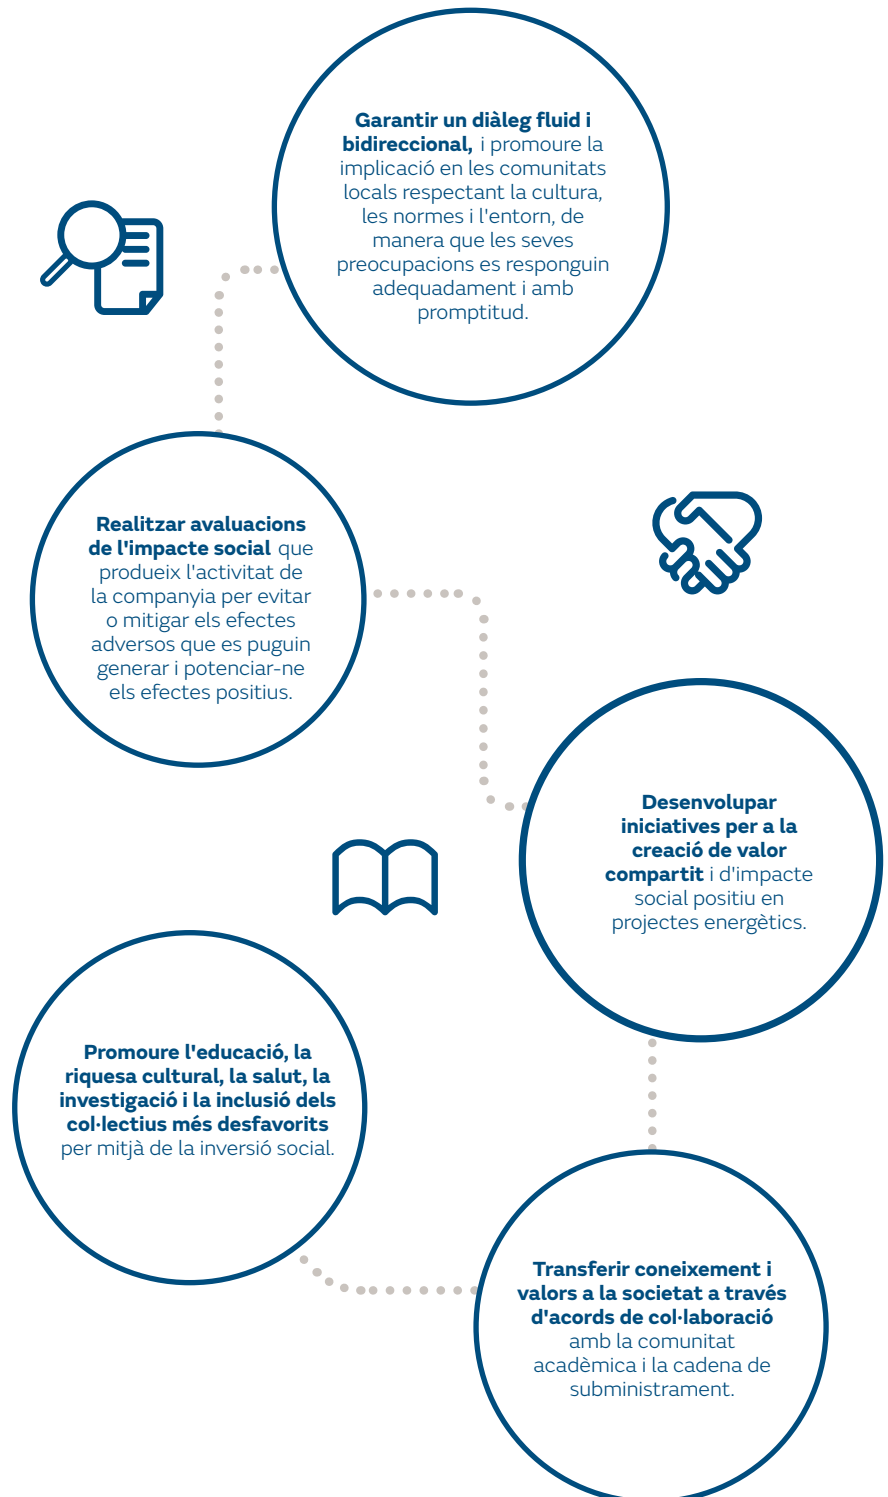 Garantir un diàleg fluid i
bidireccional, i promoure la
implicació en les comunitats
locals respectant la cultura,
les normes i l'entorn, de
manera que les seves
preocupacions es responguin
adequadament i amb
promptitud.
Realitzar avaluacions
de l'impacte social que
produeix l'activitat de
la companyia per evitar
o mitigar els efectes
adversos que es puguin
generar i potenciar-ne
els efectes positius.
Desenvolupar
iniciatives per a la
creació de valor
compartit i d'impacte
social positiu en
projectes energètics.
Promoure l'educació, la
riquesa cultural, la salut, la
investigació i la inclusió dels
col·lectius més desfavorits
per mitjà de la inversió social.
Transferir coneixement i
valors a la societat a través
d'acords de col·laboració
amb la comunitat
acadèmica i la cadena de
subministrament.